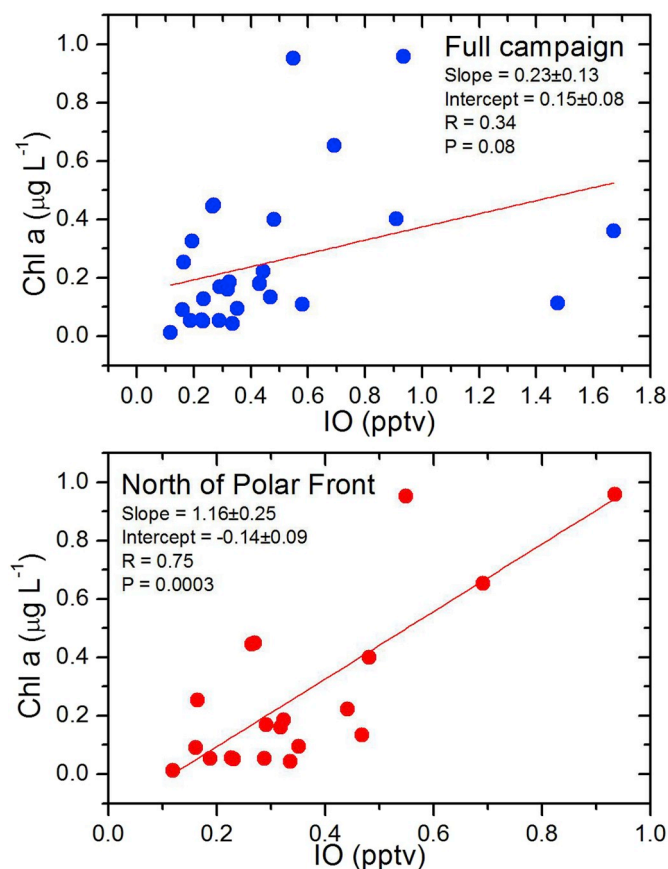 Full campaign
Slope = 0.23±0.13
Intercept = 0.15±0.08
R = 0.34
P = 0.08
Chl a (µg L⁻¹)
1.0
0.8
0.6
0.4
0.2
0.0
0.0 0.2 0.4 0.6 0.8 1.0 1.2 1.4 1.6 1.8
IO (pptv)
North of Polar Front
Slope = 1.16±0.25
Intercept = -0.14±0.09
R = 0.75
P = 0.0003
Chl a (µg L⁻¹)
1.0
0.8
0.6
0.4
0.2
0.0
0.0 0.2 0.4 0.6 0.8 1.0
IO (pptv)